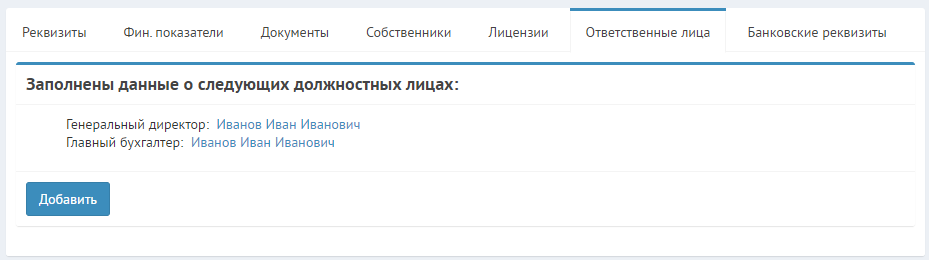 Реквизиты Фин. показатели Документы Собственники Лицензии Ответственные лица Банковские реквизиты
Заполнены данные о следующих должностных лицах:
Генеральный директор: Иванов Иван Иванович
Главный бухгалтер: Иванов Иван Иванович
Добавить